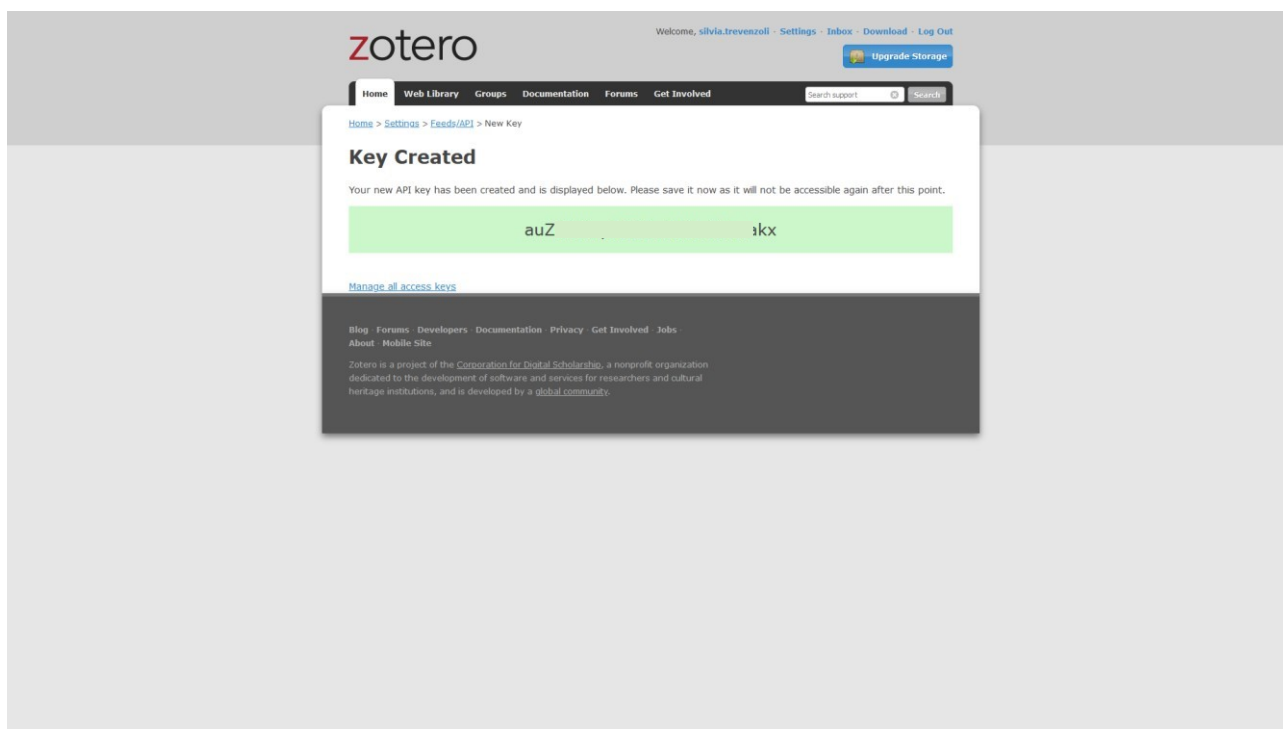 zotero
Welcome, silvia.trevenzoli · Settings · Inbox · Download · Log Out
Upgrade Storage
Home Web Library Groups Documentation Forums Get Involved
Search support Search
Home > Settings > Feeds/API > New Key
Key Created
Your new API key has been created and is displayed below. Please save it now as it will not be accessible again after this point.
auZ akx
Manage all access keys
Blog · Forums · Developers · Documentation · Privacy · Get Involved · Jobs ·
About · Mobile Site
Zotero is a project of the Corporation for Digital Scholarship, a nonprofit organization
dedicated to the development of software and services for researchers and cultural
heritage institutions, and is developed by a global community.